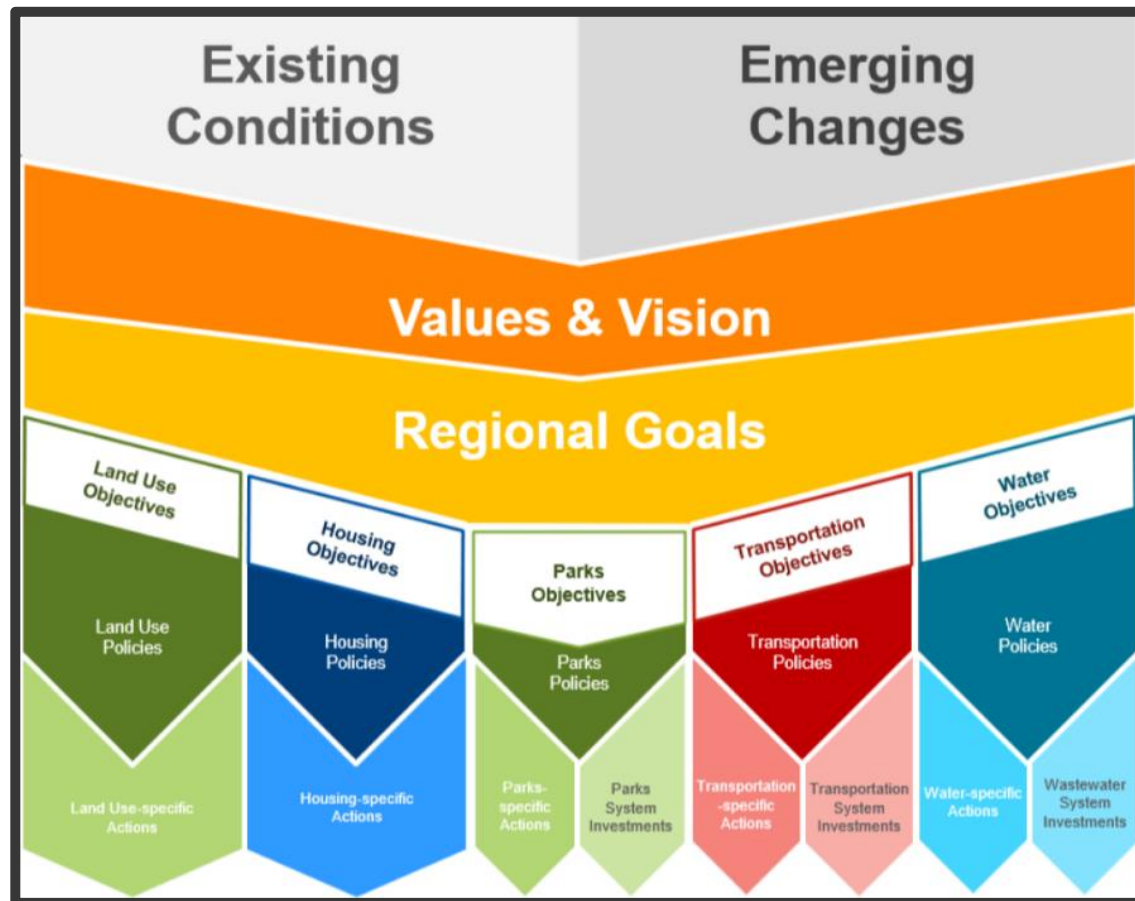 Existing
Conditions
Emerging
Changes
Values & Vision
Regional Goals
Land Use
Objectives
Housing
Objectives
Parks
Objectives
Transportation
Objectives
Water
Objectives
Land Use
Policies
Housing
Policies
Parks
Policies
Transportation
Policies
Water
Policies
Land Use-specific
Actions
Housing-specific
Actions
Parks-
specific
Actions
Parks
System
Investments
Transportation
-specific
Actions
Transportation
System
Investments
Water-specific
Actions
Wastewater
System
Investments